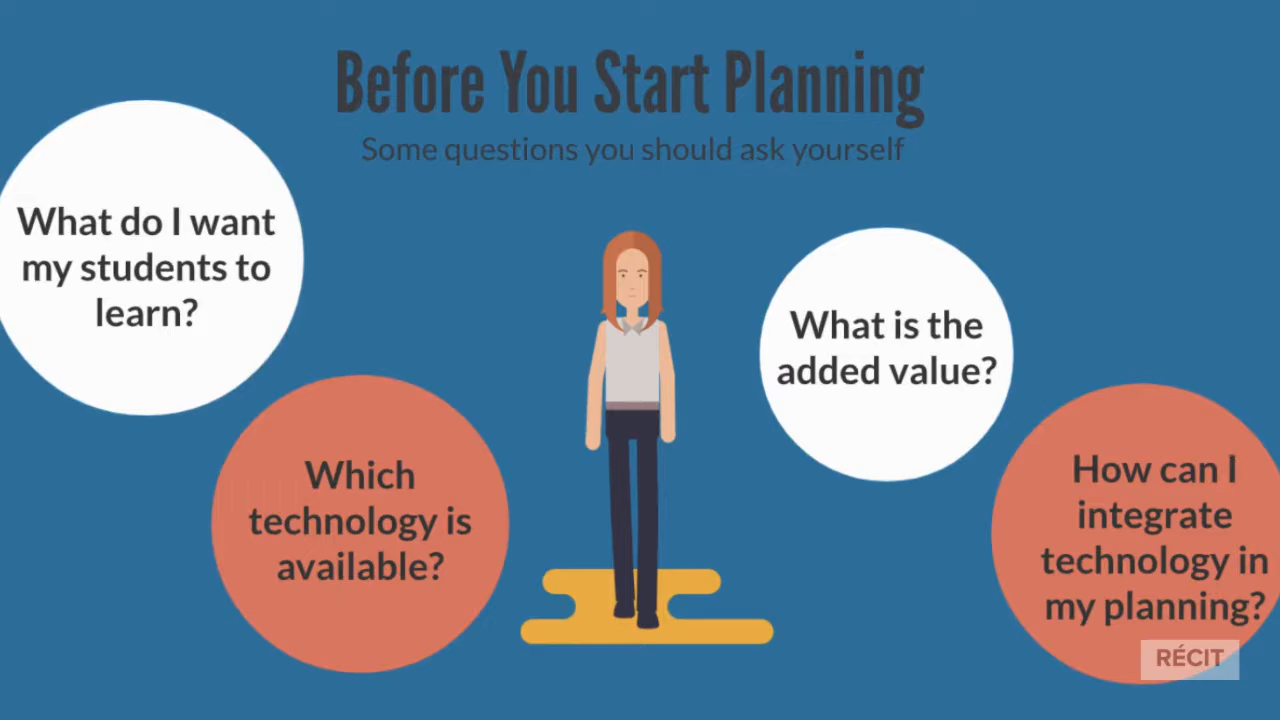 Before You Start Planning
Some questions you should ask yourself
What do I want
my students to
learn?
Which
technology is
available?
What is the
added value?
How can I
integrate
technology in
my planning?
RÉCIT